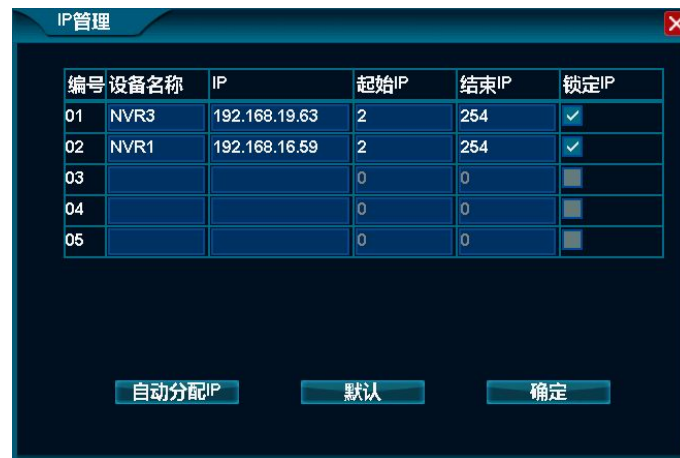 IP管理
编号 设备名称 IP 起始IP 结束IP 锁定IP
01 NVR3 192.168.19.63 2 254
02 NVR1 192.168.16.59 2 254
03 0 0
04 0 0
05 0 0
自动分配IP 默认 确定